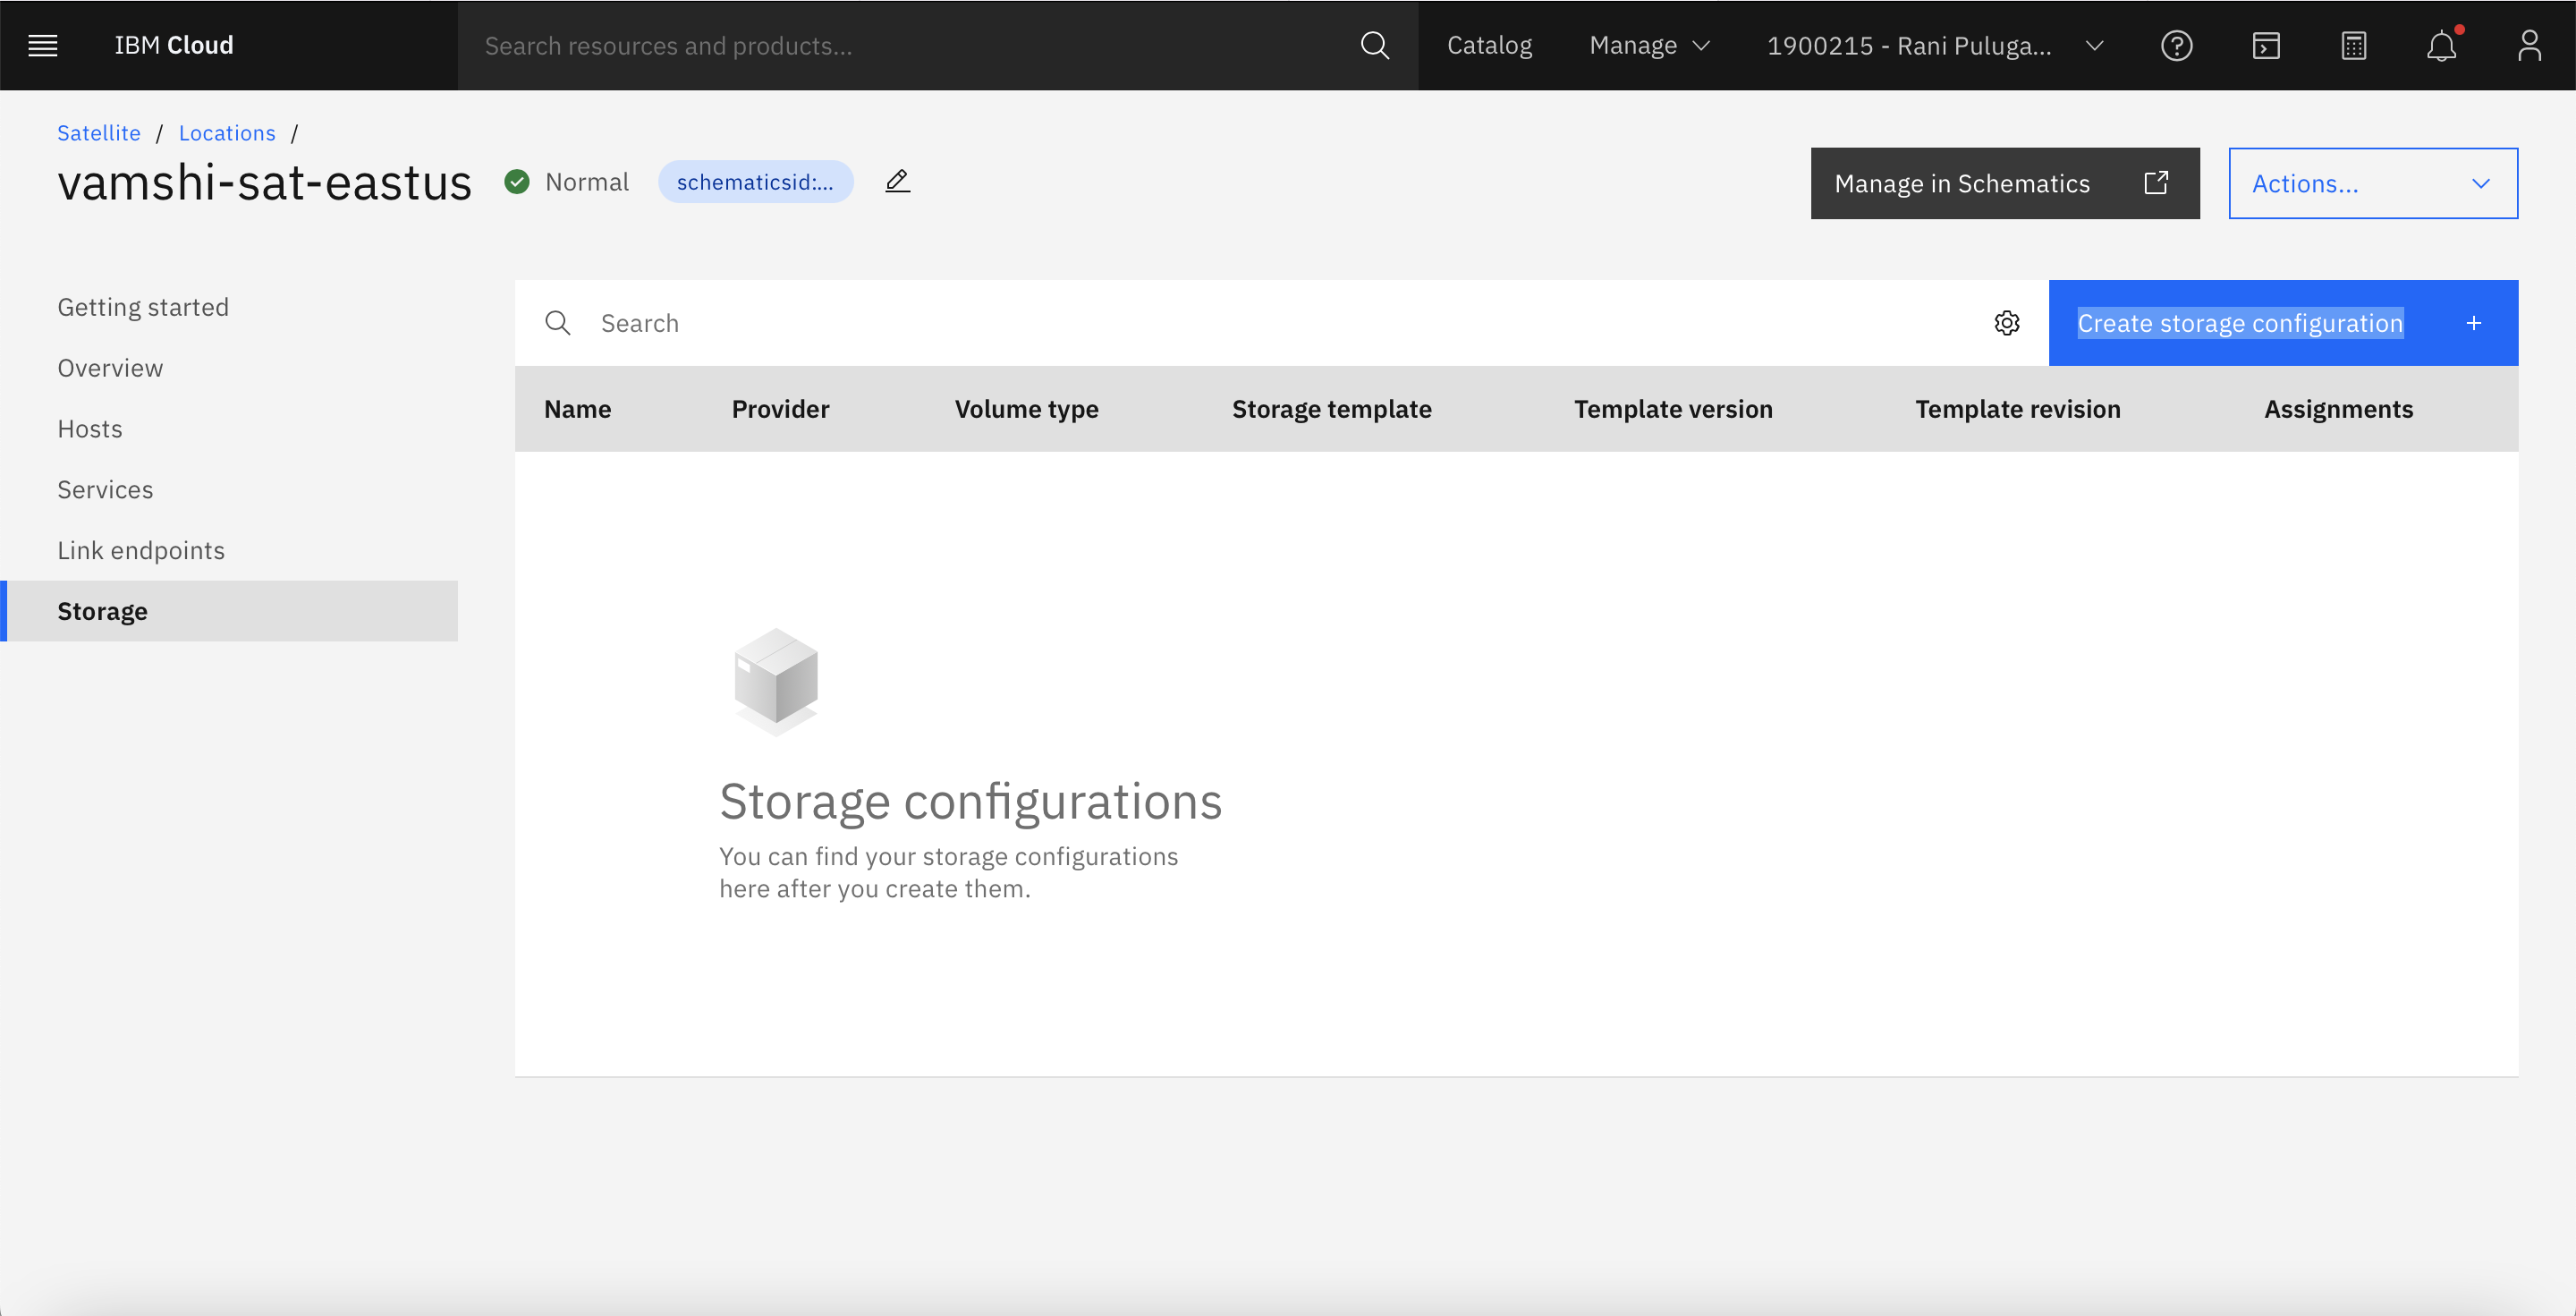 IBM Cloud
Search resources and products...
Catalog
Manage
1900215 - Rani Puluga...
Satellite / Locations /
vamshi-sat-eastus
Normal
schematicsid:...
Manage in Schematics
Actions...
Getting started
Overview
Hosts
Services
Link endpoints
Storage
Search
Create storage configuration +
Name Provider Volume type Storage template Template version Template revision Assignments
Storage configurations
You can find your storage configurations
here after you create them.